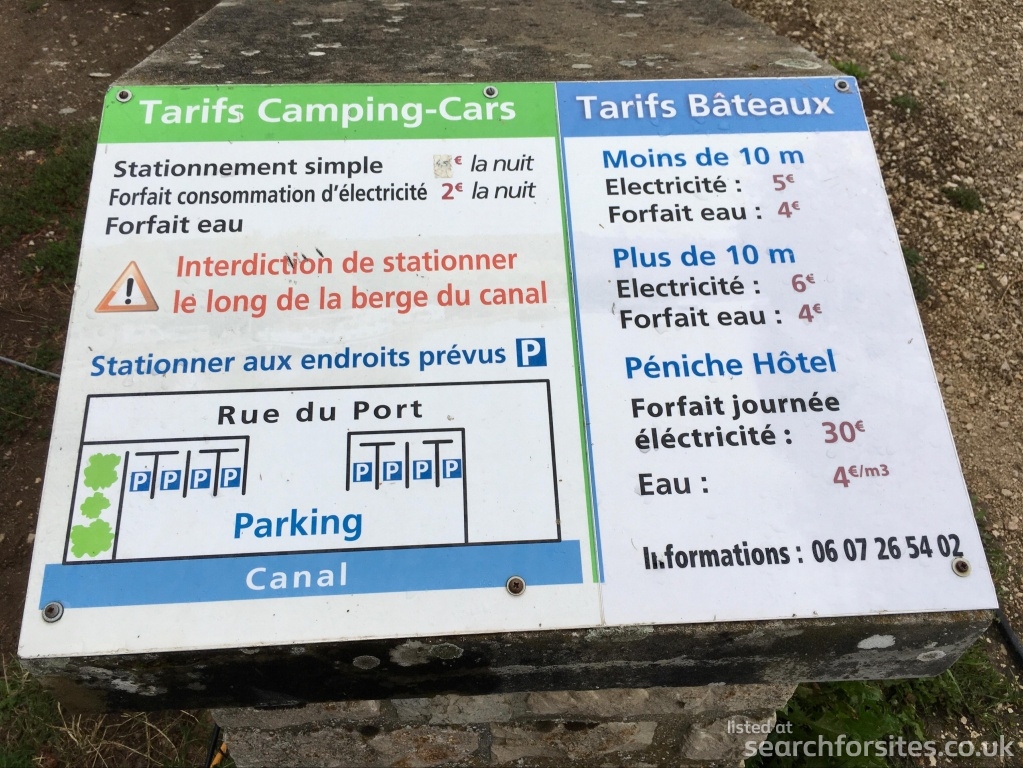 Tarifs Camping-Cars
Stationnement simple € la nuit
Forfait consommation d'électricité 2€ la nuit
Forfait eau
! Interdiction de stationner
le long de la berge du canal
Stationner aux endroits prévus P
Rue du Port
P P P P P P P P
Parking
Canal
Tarifs Bâteaux
Moins de 10 m
Electricité : 5€
Forfait eau : 4€
Plus de 10 m
Electricité : 6€
Forfait eau : 4€
Péniche Hôtel
Forfait journée
éléctricité : 30€
Eau : 4€/m3
Informations : 06 07 26 54 02
listed at
searchforsites.co.uk